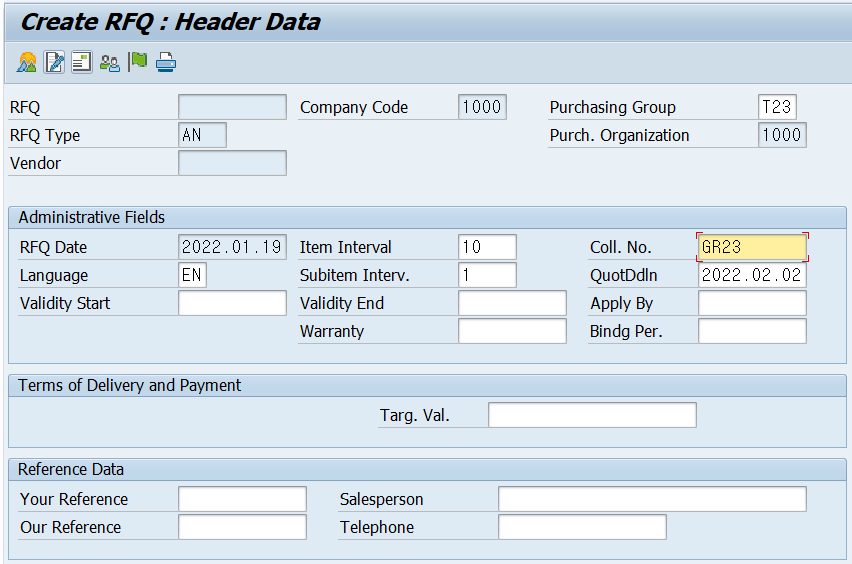 Create RFQ : Header Data
RFQ Company Code 1000 Purchasing Group T23
RFQ Type AN Purch. Organization 1000
Vendor
Administrative Fields
RFQ Date 2022.01.19 Item Interval 10 Coll. No. GR23
Language EN Subitem Interv. 1 QuotDdln 2022.02.02
Validity Start Validity End Apply By
Warranty Bindg Per.
Terms of Delivery and Payment
Targ. Val.
Reference Data
Your Reference Salesperson
Our Reference Telephone